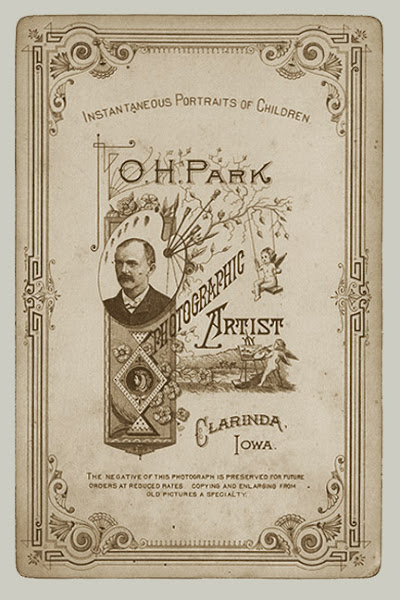 INSTANTANEOUS PORTRAITS OF CHILDREN.
O.H. PARK
PHOTOGRAPHIC
ARTIST
CLARINDA,
IOWA.
THE NEGATIVE OF THIS PHOTOGRAPH IS PRESERVED FOR FUTURE
ORDERS AT REDUCED RATES. COPYING AND ENLARGING FROM
OLD PICTURES A SPECIALTY.